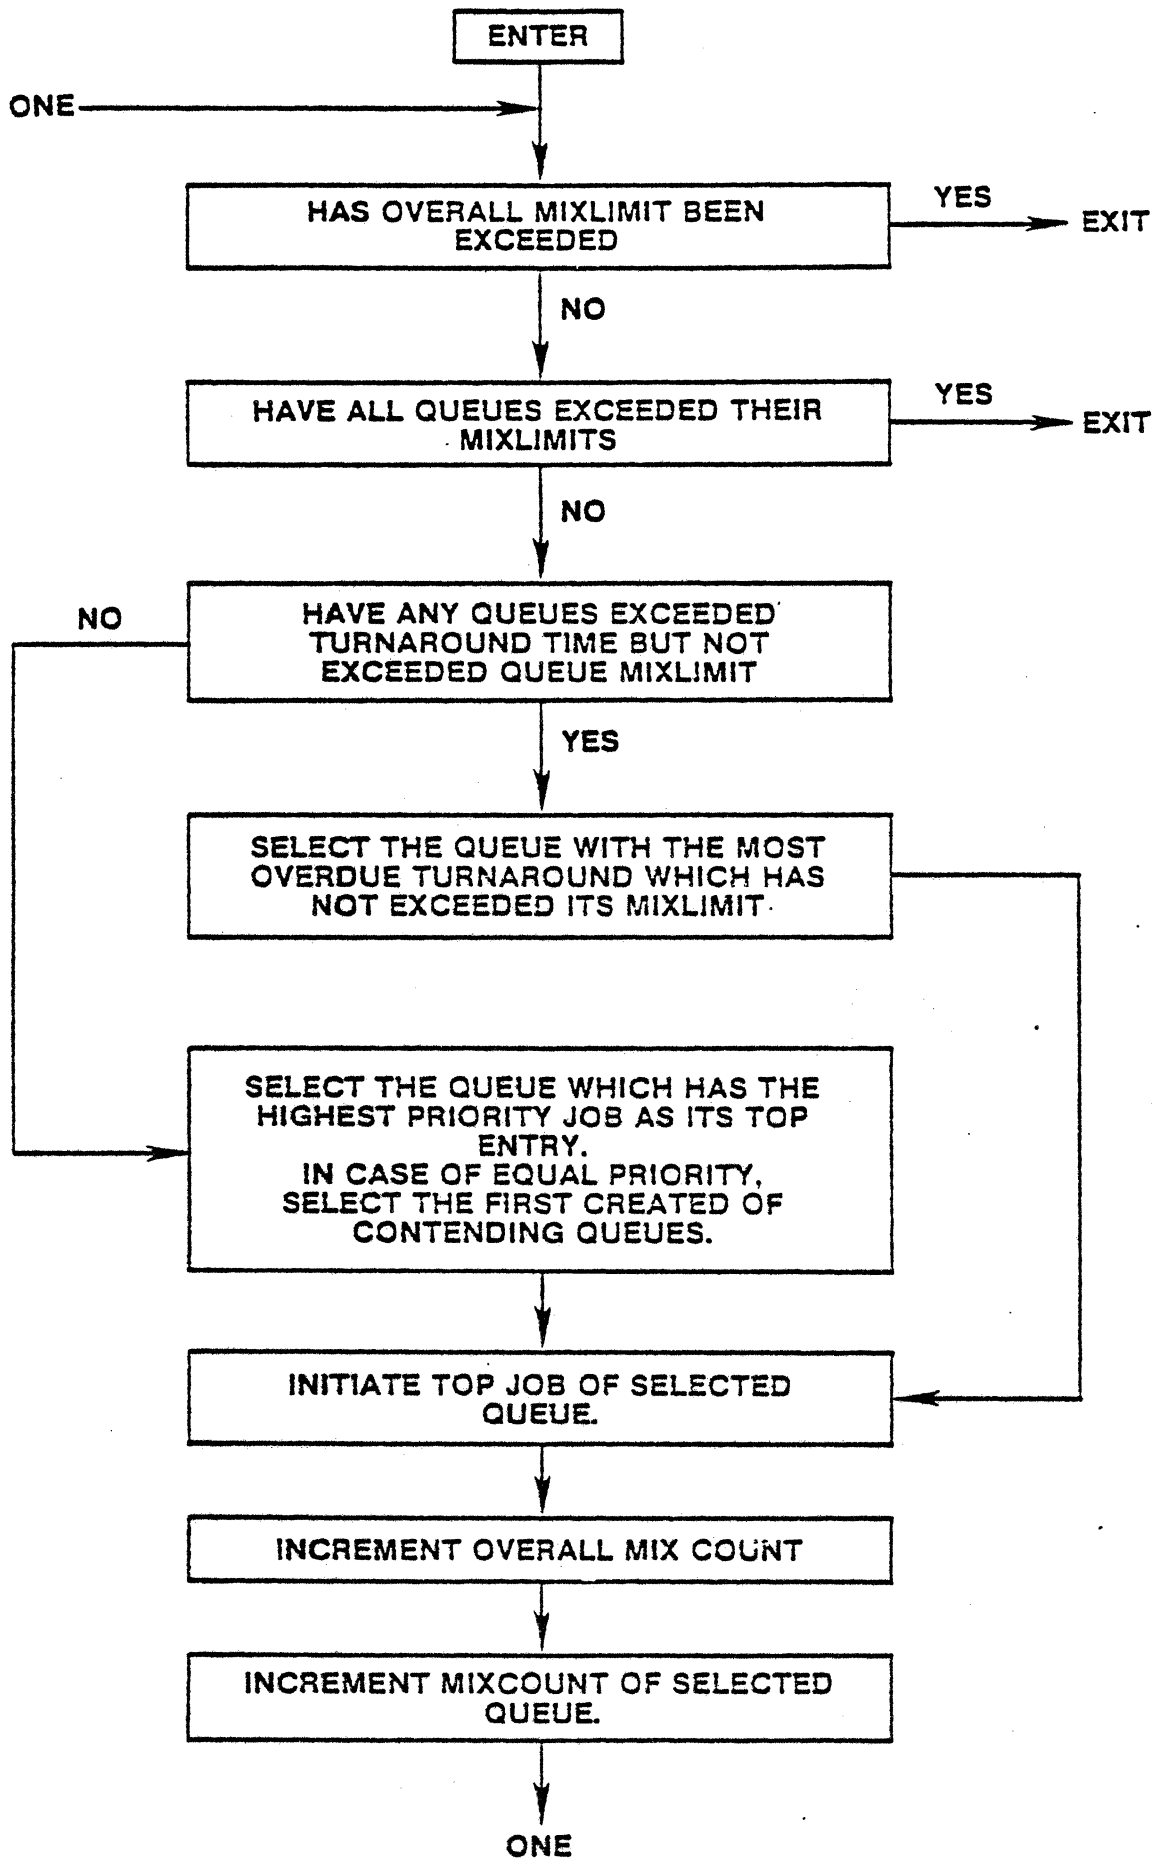 ENTER
ONE
HAS OVERALL MIXLIMIT BEEN
EXCEEDED
YES
EXIT
NO
HAVE ALL QUEUES EXCEEDED THEIR
MIXLIMITS
YES
EXIT
NO
HAVE ANY QUEUES EXCEEDED
TURNAROUND TIME BUT NOT
EXCEEDED QUEUE MIXLIMIT
NO
YES
SELECT THE QUEUE WITH THE MOST
OVERDUE TURNAROUND WHICH HAS
NOT EXCEEDED ITS MIXLIMIT
SELECT THE QUEUE WHICH HAS THE
HIGHEST PRIORITY JOB AS ITS TOP
ENTRY.
IN CASE OF EQUAL PRIORITY,
SELECT THE FIRST CREATED OF
CONTENDING QUEUES.
INITIATE TOP JOB OF SELECTED
QUEUE.
INCREMENT OVERALL MIX COUNT
INCREMENT MIXCOUNT OF SELECTED
QUEUE.
ONE